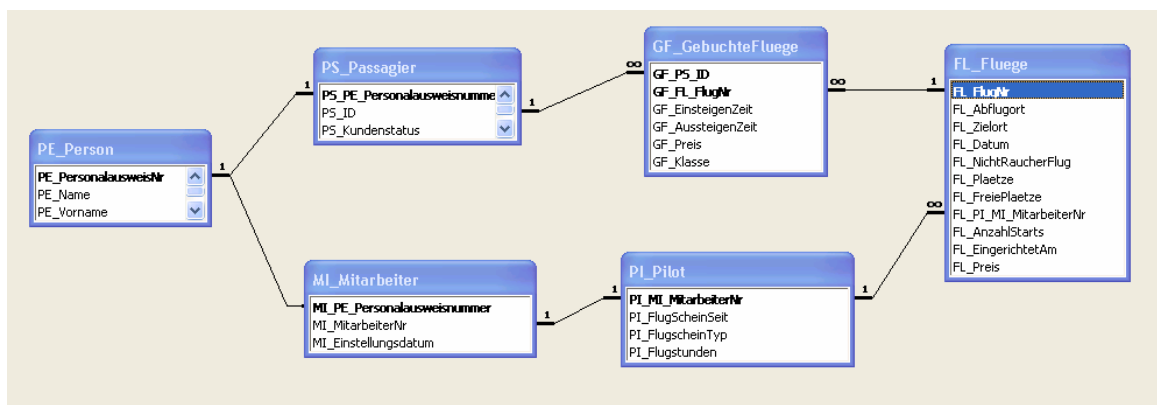 PE_Person
PE_PersonalausweisNr
PE_Name
PE_Vorname
1
1
PS_Passagier
PS_PE_Personalausweisnumme
PS_ID
PS_Kundenstatus
1
∞
GF_GebuchteFluege
GF_PS_ID
GF_FL_FlugNr
GF_EinsteigenZeit
GF_AussteigenZeit
GF_Preis
GF_Klasse
∞
1
FL_Fluege
FL_FlugNr
FL_Abflugort
FL_Zielort
FL_Datum
FL_NichtRaucherFlug
FL_Plaetze
FL_FreiePlaetze
FL_PI_MI_MitarbeiterNr
FL_AnzahlStarts
FL_EingerichtetAm
FL_Preis
MI_Mitarbeiter
MI_PE_Personalausweisnummer
MI_MitarbeiterNr
MI_Einstellungsdatum
1
1
PI_Pilot
PI_MI_MitarbeiterNr
PI_FlugScheinSeit
PI_FlugscheinTyp
PI_Flugstunden
1
∞